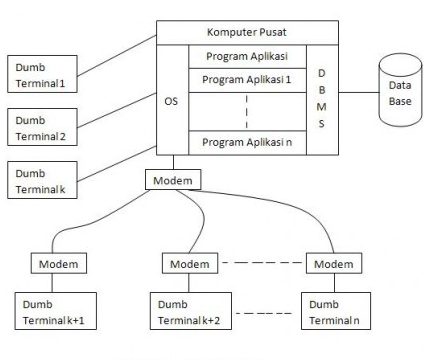 Komputer Pusat
Program Aplikasi
Program Aplikasi 1
Program Aplikasi n
OS
D
B
M
S
Data
Base
Dumb
Terminal 1
Dumb
Terminal 2
Dumb
Terminal k
Modem
Modem
Modem
Modem
Dumb
Terminal k+1
Dumb
Terminal k+2
Dumb
Terminal n